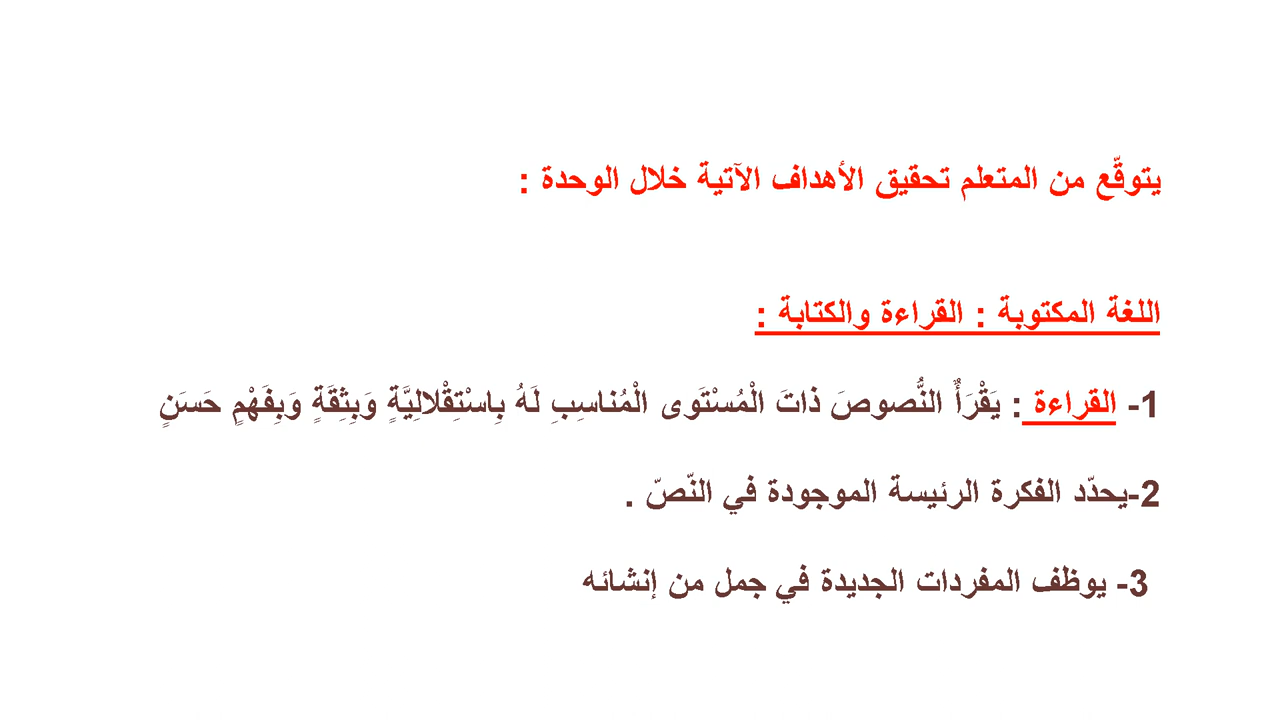 يتوقّع من المتعلم تحقيق الأهداف الآتية خلال الوحدة :
اللغة المكتوبة : القراءة والكتابة :
1- القراءة : يَقْرَأٌ النُّصوصَ ذاتَ الْمُسْتَوى الْمُناسِبِ لَهُ بِاسْتِقْلالِيَّةٍ وَبِثِقَةٍ وَبِفَهْمٍ حَسَنٍ
2-يحدّد الفكرة الرئيسة الموجودة في النّصّ .
3- يوظف المفردات الجديدة في جمل من إنشائه